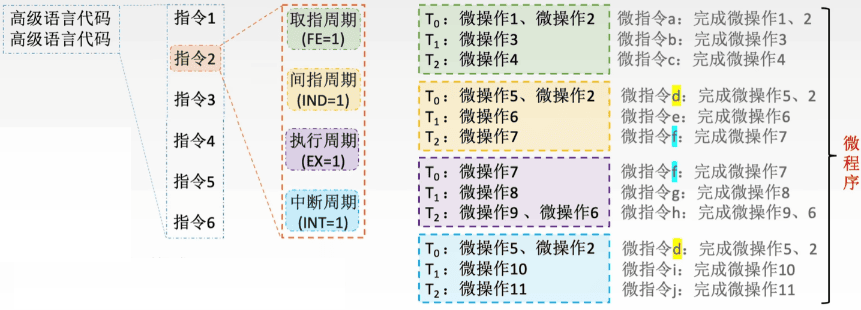 高级语言代码
高级语言代码
指令1
指令2
指令3
指令4
指令5
指令6
取指周期
(FE=1)
间指周期
(IND=1)
执行周期
(EX=1)
中断周期
(INT=1)
T₀：微操作1、微操作2
T₁：微操作3
T₂：微操作4
T₀：微操作5、微操作2
T₁：微操作6
T₂：微操作7
T₀：微操作7
T₁：微操作8
T₂：微操作9 、微操作6
T₀：微操作5、微操作2
T₁：微操作10
T₂：微操作11
微指令a：完成微操作1、2
微指令b：完成微操作3
微指令c：完成微操作4
微指令d：完成微操作5、2
微指令e：完成微操作6
微指令f：完成微操作7
微指令f：完成微操作7
微指令g：完成微操作8
微指令h：完成微操作9、6
微指令d：完成微操作5、2
微指令i：完成微操作10
微指令j：完成微操作11
微程序